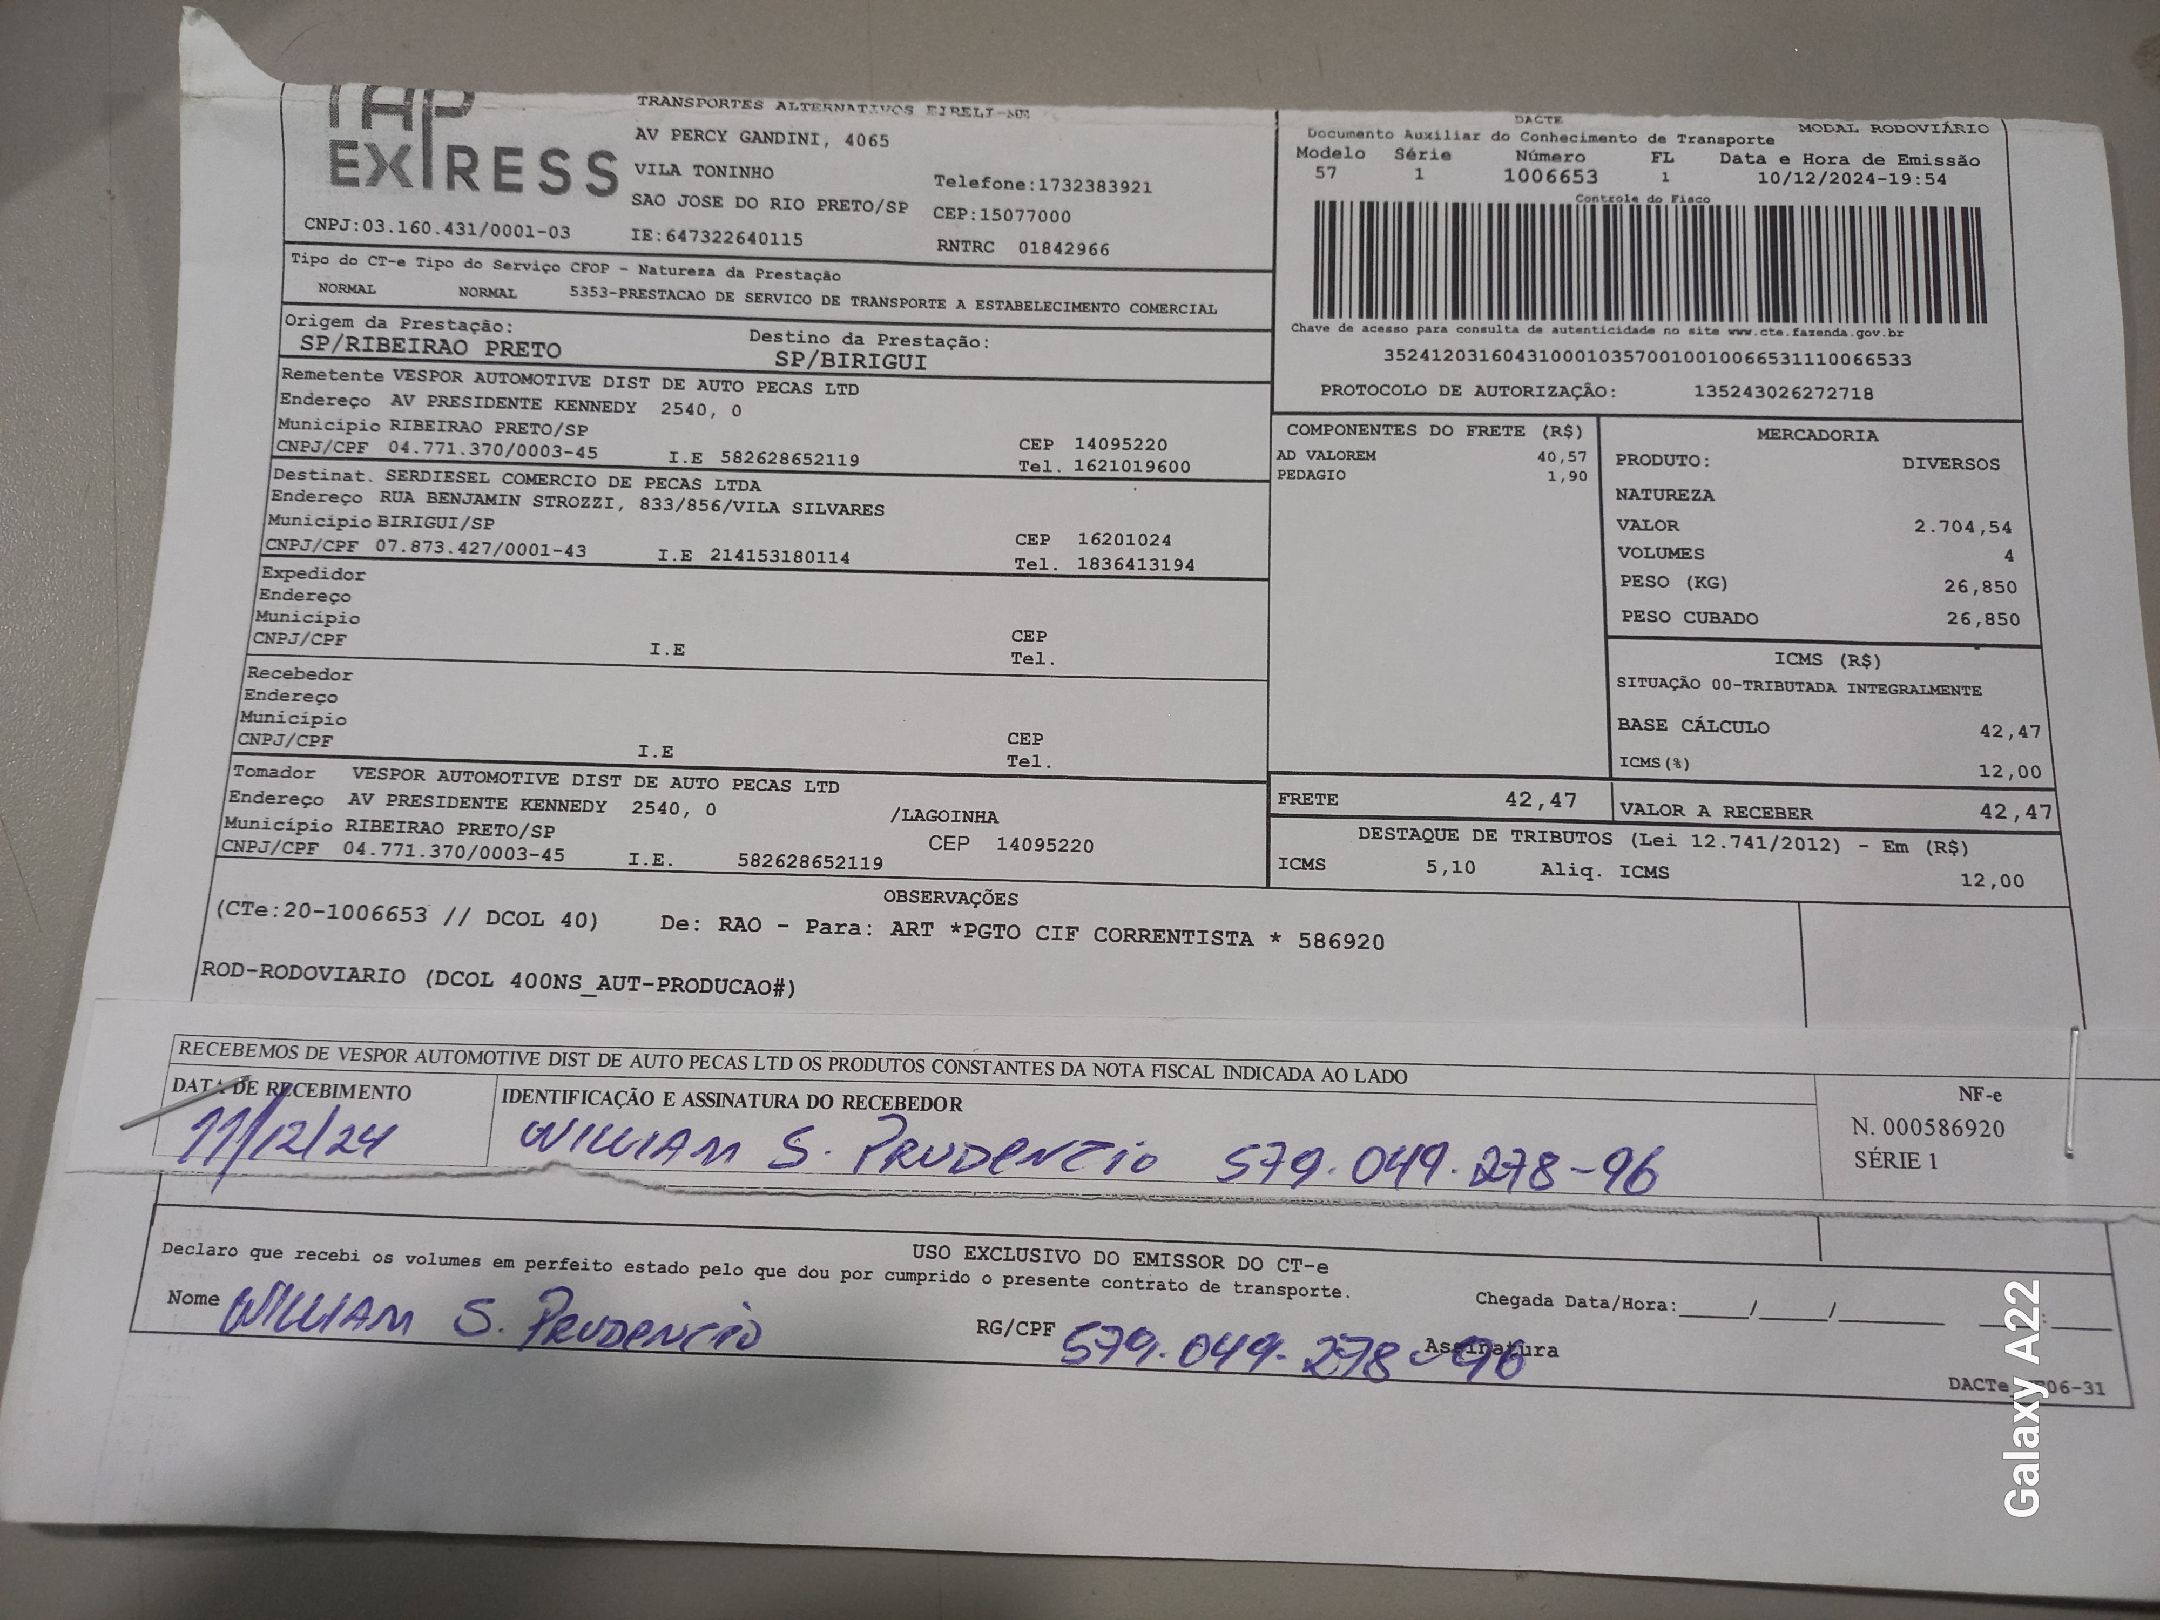 TAP
EXPRESS
TRANSPORTES ALTERNATIVOS EIRELI-ME
AV PERCY GANDINI, 4065
VILA TONINHO
Telefone:1732383921
SAO JOSE DO RIO PRETO/SP CEP:15077000
CNPJ:03.160.431/0001-03 IE:647322640115 RNTRC 01842966
DACTE MODAL RODOVIÁRIO
Documento Auxiliar do Conhecimento de Transporte
Modelo Série Número FL Data e Hora de Emissão
57 1 1006653 1 10/12/2024-19:54
Controle do Fisco
Chave de acesso para consulta de autenticidade no site www.cte.fazenda.gov.br
35241203160431000103570010010066531110066533
PROTOCOLO DE AUTORIZAÇÃO: 135243026272718
Tipo do CT-e Tipo do Serviço CFOP - Natureza da Prestação
NORMAL NORMAL 5353-PRESTACAO DE SERVICO DE TRANSPORTE A ESTABELECIMENTO COMERCIAL
Origem da Prestação: Destino da Prestação:
SP/RIBEIRAO PRETO SP/BIRIGUI
Remetente VESPOR AUTOMOTIVE DIST DE AUTO PECAS LTD
Endereço AV PRESIDENTE KENNEDY 2540, 0
Município RIBEIRAO PRETO/SP CEP 14095220
CNPJ/CPF 04.771.370/0003-45 I.E 582628652119 Tel. 1621019600
Destinat. SERDIESEL COMERCIO DE PECAS LTDA
Endereço RUA BENJAMIN STROZZI, 833/856/VILA SILVARES
Município BIRIGUI/SP CEP 16201024
CNPJ/CPF 07.873.427/0001-43 I.E 214153180114 Tel. 1836413194
Expedidor
Endereço
Município CEP
CNPJ/CPF I.E Tel.
Recebedor
Endereço
Município CEP
CNPJ/CPF I.E Tel.
Tomador VESPOR AUTOMOTIVE DIST DE AUTO PECAS LTD
Endereço AV PRESIDENTE KENNEDY 2540, 0 /LAGOINHA
Município RIBEIRAO PRETO/SP CEP 14095220
CNPJ/CPF 04.771.370/0003-45 I.E. 582628652119
COMPONENTES DO FRETE (R$)
AD VALOREM 40,57
PEDAGIO 1,90
MERCADORIA
PRODUTO: DIVERSOS
NATUREZA
VALOR 2.704,54
VOLUMES 4
PESO (KG) 26,850
PESO CUBADO 26,850
ICMS (R$)
SITUAÇÃO 00-TRIBUTADA INTEGRALMENTE
BASE CÁLCULO 42,47
ICMS(%) 12,00
FRETE 42,47 VALOR A RECEBER 42,47
DESTAQUE DE TRIBUTOS (Lei 12.741/2012) - Em (R$)
ICMS 5,10 Aliq. ICMS 12,00
OBSERVAÇÕES
(CTe:20-1006653 // DCOL 40) De: RAO - Para: ART *PGTO CIF CORRENTISTA * 586920
ROD-RODOVIARIO (DCOL 400NS_AUT-PRODUCAO#)
RECEBEMOS DE VESPOR AUTOMOTIVE DIST DE AUTO PECAS LTD OS PRODUTOS CONSTANTES DA NOTA FISCAL INDICADA AO LADO
DATA DE RECEBIMENTO IDENTIFICAÇÃO E ASSINATURA DO RECEBEDOR
11/12/24 WILLIAM S. PRUDENCIO 579.049.278-96
NF-e
N. 000586920
SÉRIE 1
USO EXCLUSIVO DO EMISSOR DO CT-e
Declaro que recebi os volumes em perfeito estado pelo que dou por cumprido o presente contrato de transporte.
Nome WILLIAM S. PRUDENCIO RG/CPF 579.049.278-96 Assinatura
Chegada Data/Hora:_____/_____/_______ ____:____
DACTe 06-31
Galaxy A22